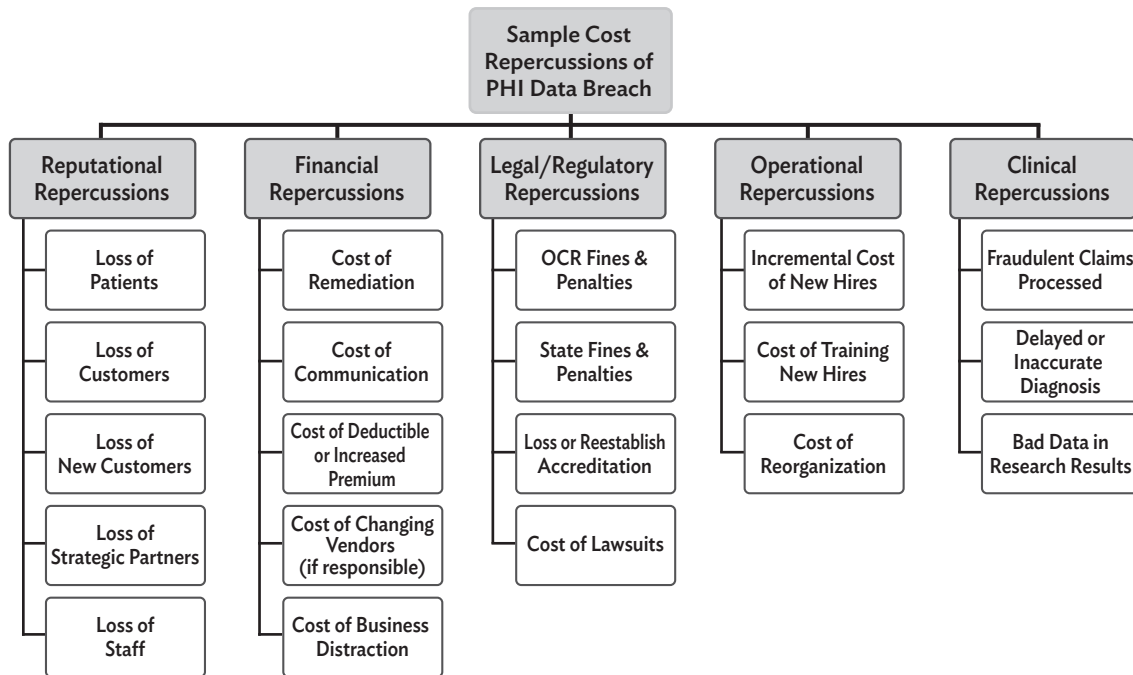 Sample Cost
Repercussions of
PHI Data Breach
Reputational
Repercussions
Loss of
Patients
Loss of
Customers
Loss of
New Customers
Loss of
Strategic Partners
Loss of
Staff
Financial
Repercussions
Cost of
Remediation
Cost of
Communication
Cost of Deductible
or Increased
Premium
Cost of Changing
Vendors
(if responsible)
Cost of Business
Distraction
Legal/Regulatory
Repercussions
OCR Fines &
Penalties
State Fines &
Penalties
Loss or Reestablish
Accreditation
Cost of Lawsuits
Operational
Repercussions
Incremental Cost
of New Hires
Cost of Training
New Hires
Cost of
Reorganization
Clinical
Repercussions
Fraudulent Claims
Processed
Delayed or
Inaccurate
Diagnosis
Bad Data in
Research Results